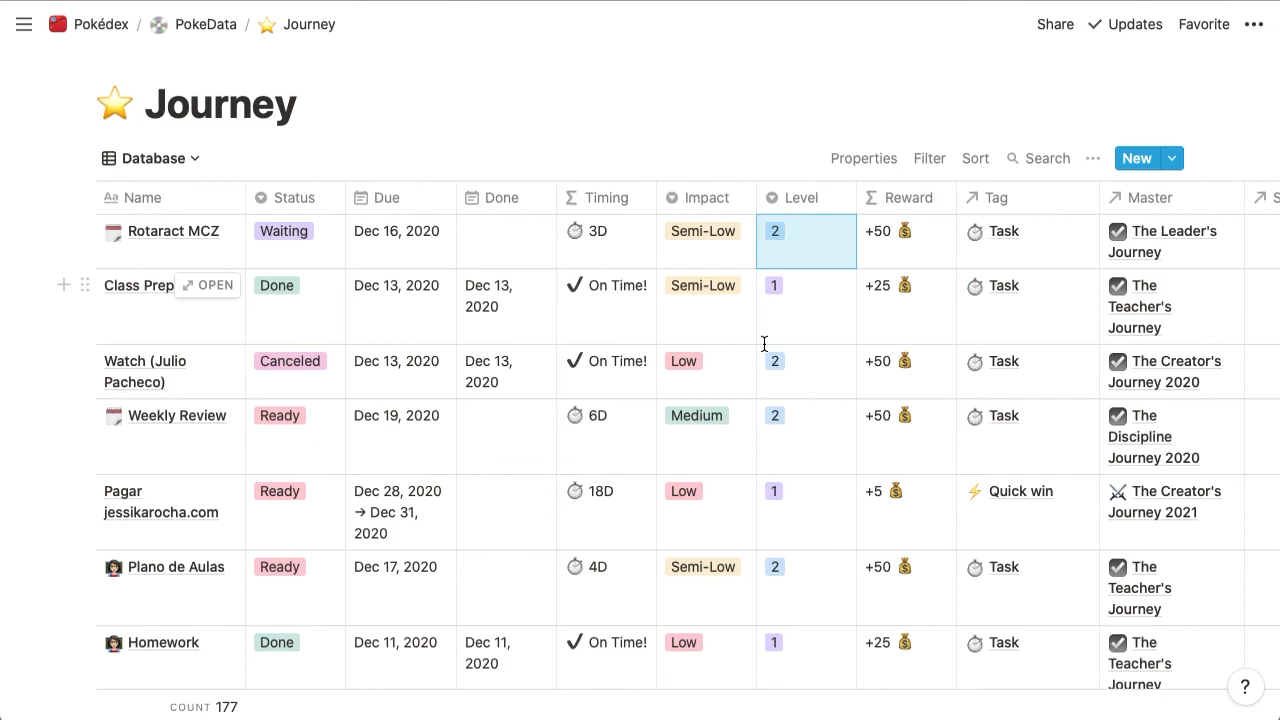 Pokédex / PokeData / Journey
Share Updates Favorite
Journey
Database Properties Filter Sort Search New
Name Status Due Done Timing Impact Level Reward Tag Master S
Rotaract MCZ Waiting Dec 16, 2020 3D Semi-Low 2 +50 Task The Leader's
Journey
Class Prep OPEN Done Dec 13, 2020 Dec 13, On Time! Semi-Low 1 +25 Task The
2020 Teacher's
Journey
Watch (Julio Canceled Dec 13, 2020 Dec 13, On Time! Low 2 +50 Task The Creator's
Pacheco) 2020 Journey 2020
Weekly Review Ready Dec 19, 2020 6D Medium 2 +50 Task The
Discipline
Journey 2020
Pagar Ready Dec 28, 2020 18D Low 1 +5 Quick win The Creator's
jessikarocha.com → Dec 31, Journey 2021
2020
Plano de Aulas Ready Dec 17, 2020 4D Semi-Low 2 +50 Task The
Teacher's
Journey
Homework Done Dec 11, 2020 Dec 11, On Time! Low 1 +25 Task The
2020 Teacher's
Journey
COUNT 177 ?